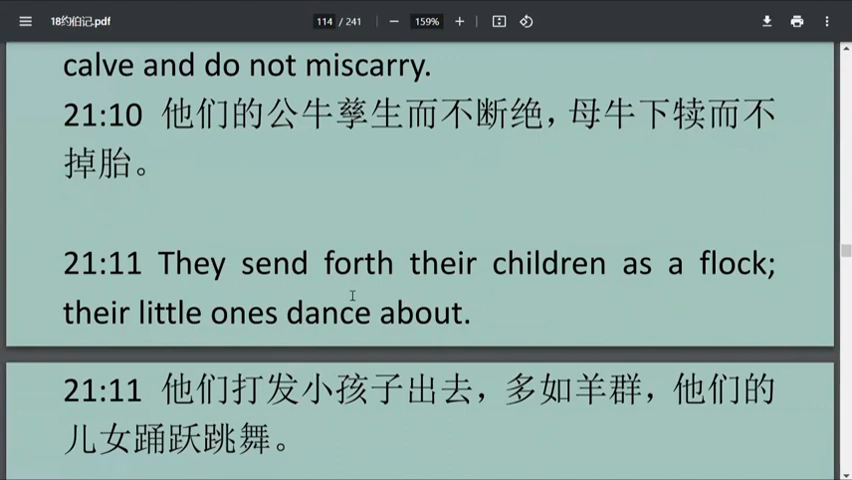 18约伯记.pdf
114 / 241
159%
calve and do not miscarry.
21:10 他们的公牛孳生而不断绝，母牛下犊而不
掉胎。
21:11 They send forth their children as a flock;
their little ones dance about.
21:11 他们打发小孩子出去，多如羊群，他们的
儿女踊跃跳舞。